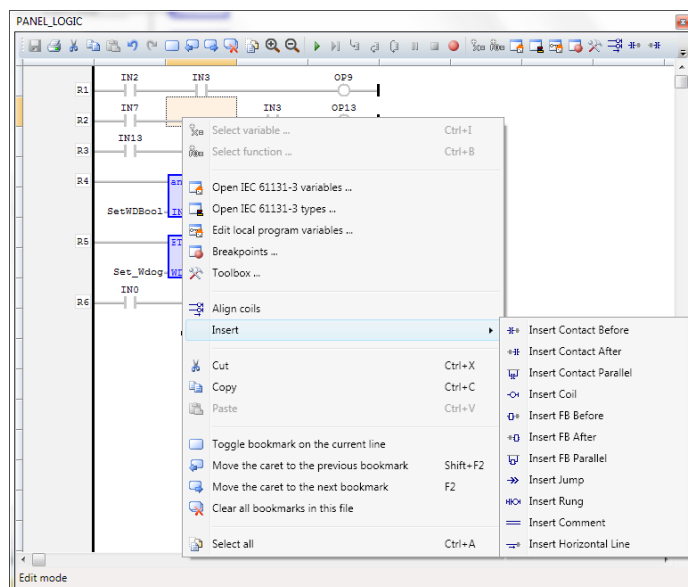 PANEL_LOGIC
IN2 IN3 OP9
R1
IN7 IN3 OP13
R2
IN13
R3
Select variable ... Ctrl+I
Select function ... Ctrl+B
R4
an
Open IEC 61131-3 variables ...
SetWDBool IN
Open IEC 61131-3 types ...
Edit local program variables ...
R5
Breakpoints ...
Set_Wdog WD
Toolbox ...
IN0
R6
Align coils
Insert
Insert Contact Before
Insert Contact After
Insert Contact Parallel
Insert Coil
Insert FB Before
Insert FB After
Insert FB Parallel
Insert Jump
Insert Rung
Insert Comment
Insert Horizontal Line
Cut Ctrl+X
Copy Ctrl+C
Paste Ctrl+V
Toggle bookmark on the current line
Move the caret to the previous bookmark Shift+F2
Move the caret to the next bookmark F2
Clear all bookmarks in this file
Select all Ctrl+A
Edit mode